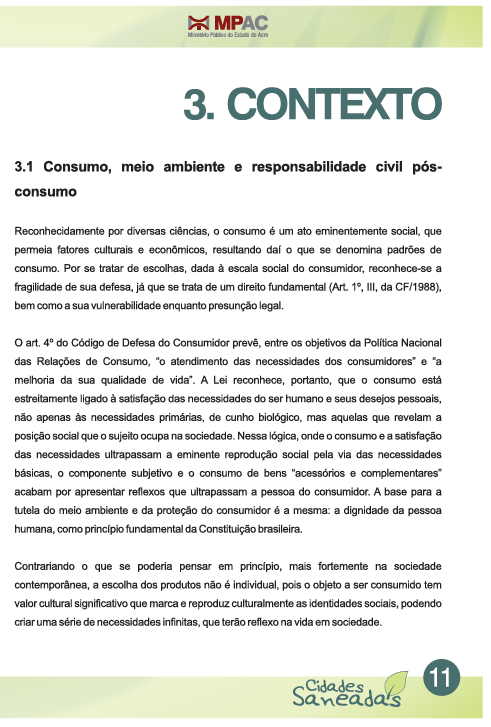 MPAC
Ministério Público do Estado do Acre
3. CONTEXTO
3.1 Consumo, meio ambiente e responsabilidade civil pós-
consumo
Reconhecidamente por diversas ciências, o consumo é um ato eminentemente social, que
permeia fatores culturais e econômicos, resultando daí o que se denomina padrões de
consumo. Por se tratar de escolhas, dada à escala social do consumidor, reconhece-se a
fragilidade de sua defesa, já que se trata de um direito fundamental (Art. 1º, III, da CF/1988),
bem como a sua vulnerabilidade enquanto presunção legal.
O art. 4º do Código de Defesa do Consumidor prevê, entre os objetivos da Política Nacional
das Relações de Consumo, “o atendimento das necessidades dos consumidores” e “a
melhoria da sua qualidade de vida”. A Lei reconhece, portanto, que o consumo está
estreitamente ligado à satisfação das necessidades do ser humano e seus desejos pessoais,
não apenas às necessidades primárias, de cunho biológico, mas aquelas que revelam a
posição social que o sujeito ocupa na sociedade. Nessa lógica, onde o consumo e a satisfação
das necessidades ultrapassam a eminente reprodução social pela via das necessidades
básicas, o componente subjetivo e o consumo de bens “acessórios e complementares”
acabam por apresentar reflexos que ultrapassam a pessoa do consumidor. A base para a
tutela do meio ambiente e da proteção do consumidor é a mesma: a dignidade da pessoa
humana, como princípio fundamental da Constituição brasileira.
Contrariando o que se poderia pensar em princípio, mais fortemente na sociedade
contemporânea, a escolha dos produtos não é individual, pois o objeto a ser consumido tem
valor cultural significativo que marca e reproduz culturalmente as identidades sociais, podendo
criar uma série de necessidades infinitas, que terão reflexo na vida em sociedade.
Cidades
Saneadas
11